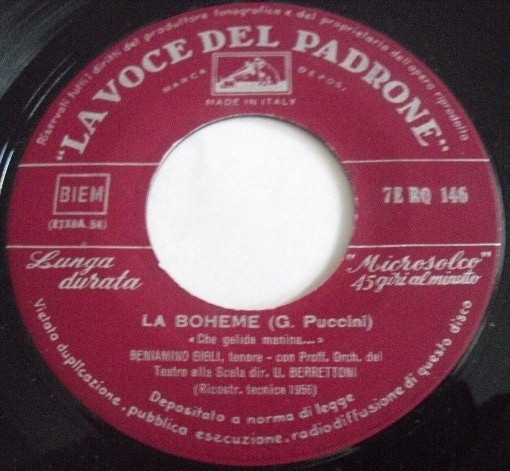 Riservati tutti i diritti del produttore fonografico e del proprietario dell'opera riprodotta
"LA VOCE DEL PADRONE"
MARCA DEPOS.
MADE IN ITALY
BIEM
7E RQ 146
Lunga
durata
"Microsolco"
45 giri al minuto
LA BOHEME (G. Puccini)
«Che gelida manina...»
BENIAMINO GIGLI, tenore - con Proff. Orch. del
Teatro alla Scala dir. U. BERRETTONI
(Ricostr. tecnica 1956)
Depositato a norma di legge
Vietata duplicazione, pubblica esecuzione, radiodiffusione di questo disco